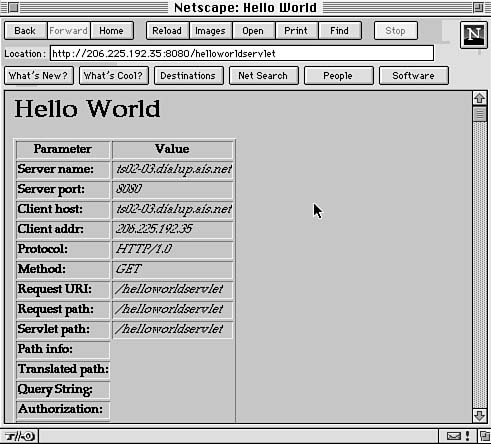 Netscape: Hello World
Back Forward Home Reload Images Open Print Find Stop
N
Location: http://206.225.192.35:8080/helloworldservlet
What's New? What's Cool? Destinations Net Search People Software
Hello World
Parameter Value
Server name: ts02-03.dialup.ais.net
Server port: 8080
Client host: ts02-03.dialup.ais.net
Client addr: 206.225.192.35
Protocol: HTTP/1.0
Method: GET
Request URI: /helloworldservlet
Request path: /helloworldservlet
Servlet path: /helloworldservlet
Path info:
Translated path:
Query String:
Authorization: